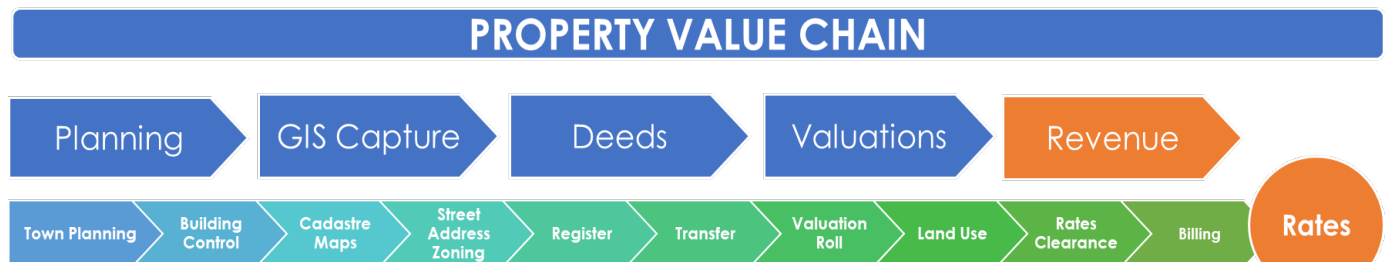 PROPERTY VALUE CHAIN
Planning
GIS Capture
Deeds
Valuations
Revenue
Town Planning
Building
Control
Cadastre
Maps
Street
Address
Zoning
Register
Transfer
Valuation
Roll
Land Use
Rates
Clearance
Billing
Rates